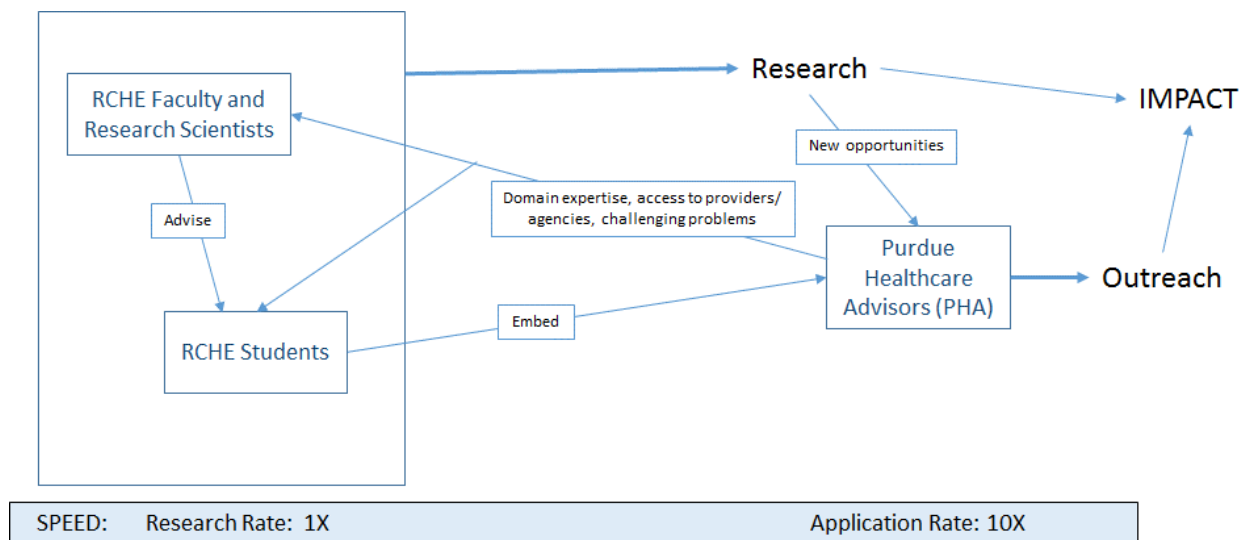 Research
IMPACT
RCHE Faculty and
Research Scientists
New opportunities
Domain expertise, access to providers/
agencies, challenging problems
Advise
Purdue
Healthcare
Advisors (PHA)
Outreach
Embed
RCHE Students
SPEED: Research Rate: 1X Application Rate: 10X